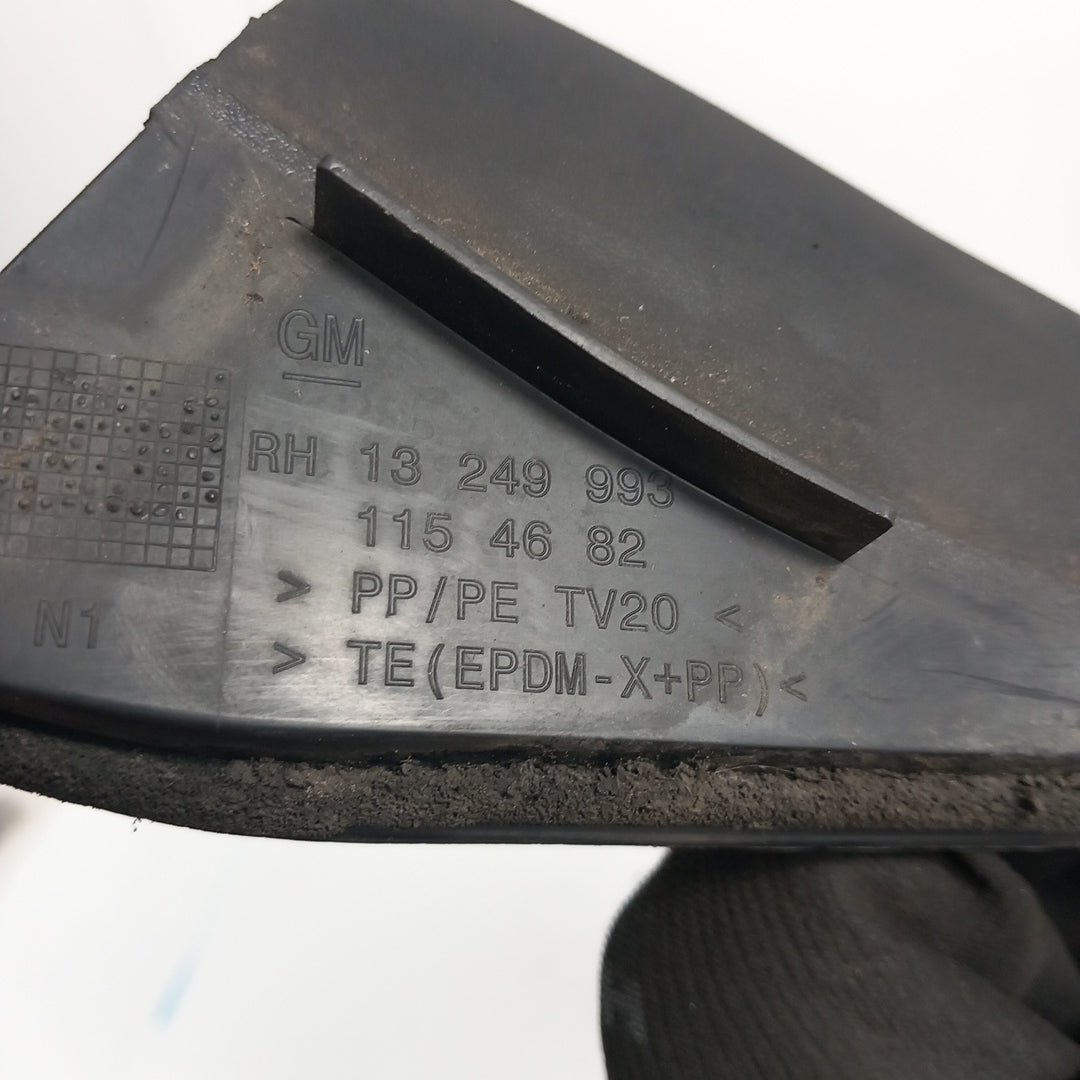 GM
RH 13 249 993
115 46 82
> PP/PE TV20 <
> TE(EPDM-X+PP)<
N1